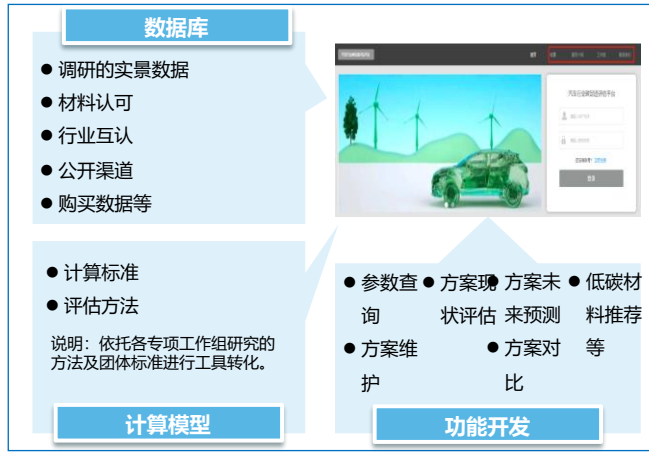 数据库
● 调研的实景数据
● 材料认可
● 行业互认
● 公开渠道
● 购买数据等
首页
登录
● 计算标准
● 评估方法
说明：依托各专项工作组研究的
方法及团体标准进行工具转化。
计算模型
● 参数查
询
● 方案维
护
● 方案现
状评估
● 方案未
来预测
● 方案对
比
● 低碳材
料推荐
等
功能开发